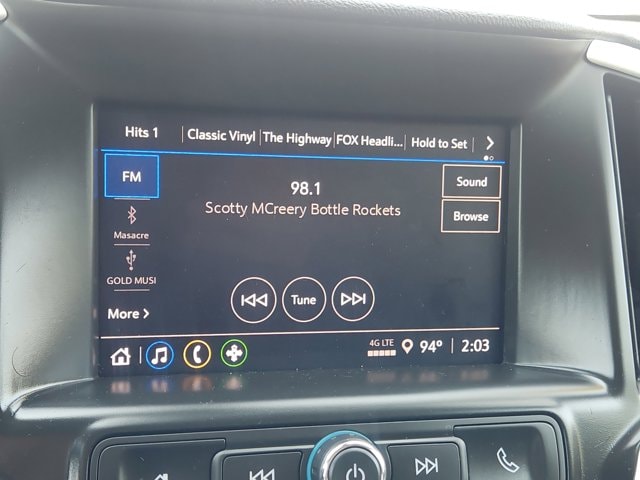 Hits 1 Classic Vinyl The Highway FOX Headli... Hold to Set
FM
98.1
Sound
Scotty MCreery Bottle Rockets
Browse
Masacre
GOLD MUSI
Tune
More
4G LTE 94° 2:03